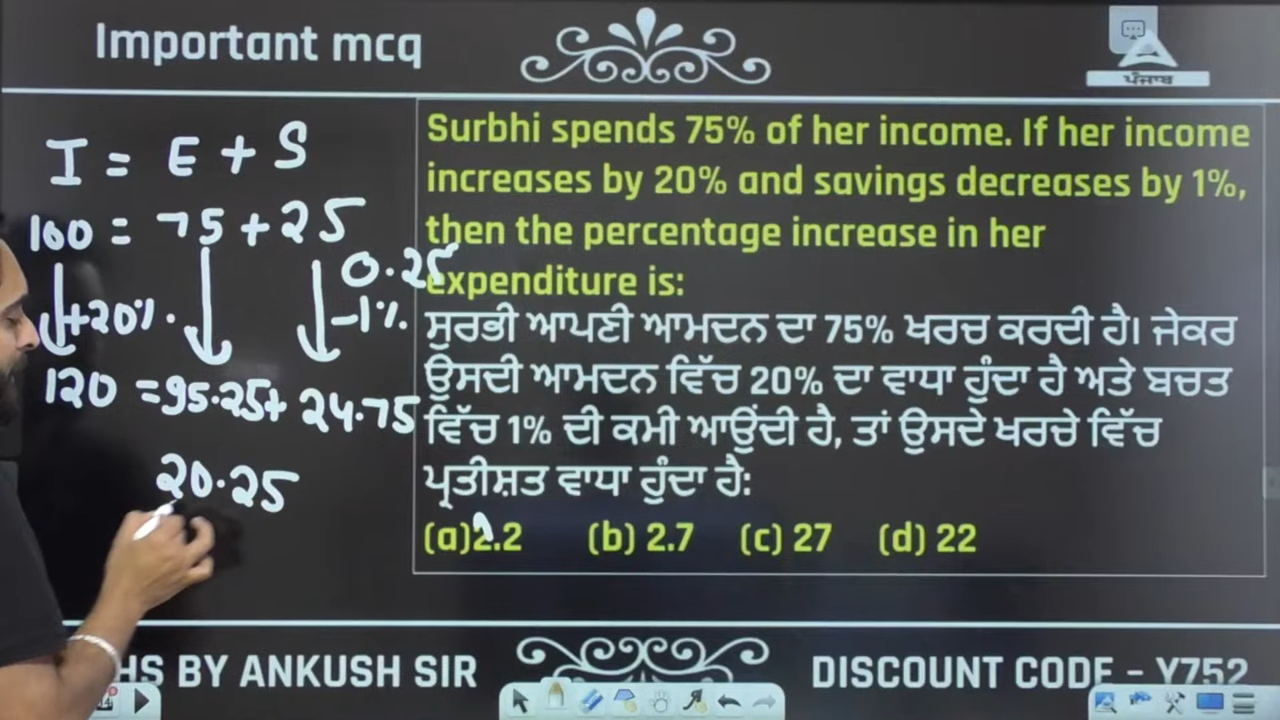 Important mcq
ਪੰਜਾਬ
I = E + S
100 = 75 + 25
0.25
+20%.
-1%.
120 = 95.25 + 24.75
20.25
Surbhi spends 75% of her income. If her income
increases by 20% and savings decreases by 1%,
then the percentage increase in her
expenditure is:
ਸੁਰਭੀ ਆਪਣੀ ਆਮਦਨ ਦਾ 75% ਖਰਚ ਕਰਦੀ ਹੈ। ਜੇਕਰ
ਉਸਦੀ ਆਮਦਨ ਵਿੱਚ 20% ਦਾ ਵਾਧਾ ਹੁੰਦਾ ਹੈ ਅਤੇ ਬਚਤ
ਵਿੱਚ 1% ਦੀ ਕਮੀ ਆਉਂਦੀ ਹੈ, ਤਾਂ ਉਸਦੇ ਖਰਚੇ ਵਿੱਚ
ਪ੍ਰਤੀਸ਼ਤ ਵਾਧਾ ਹੁੰਦਾ ਹੈ:
(a)2.2 (b) 2.7 (c) 27 (d) 22
HS BY ANKUSH SIR
DISCOUNT CODE - Y752